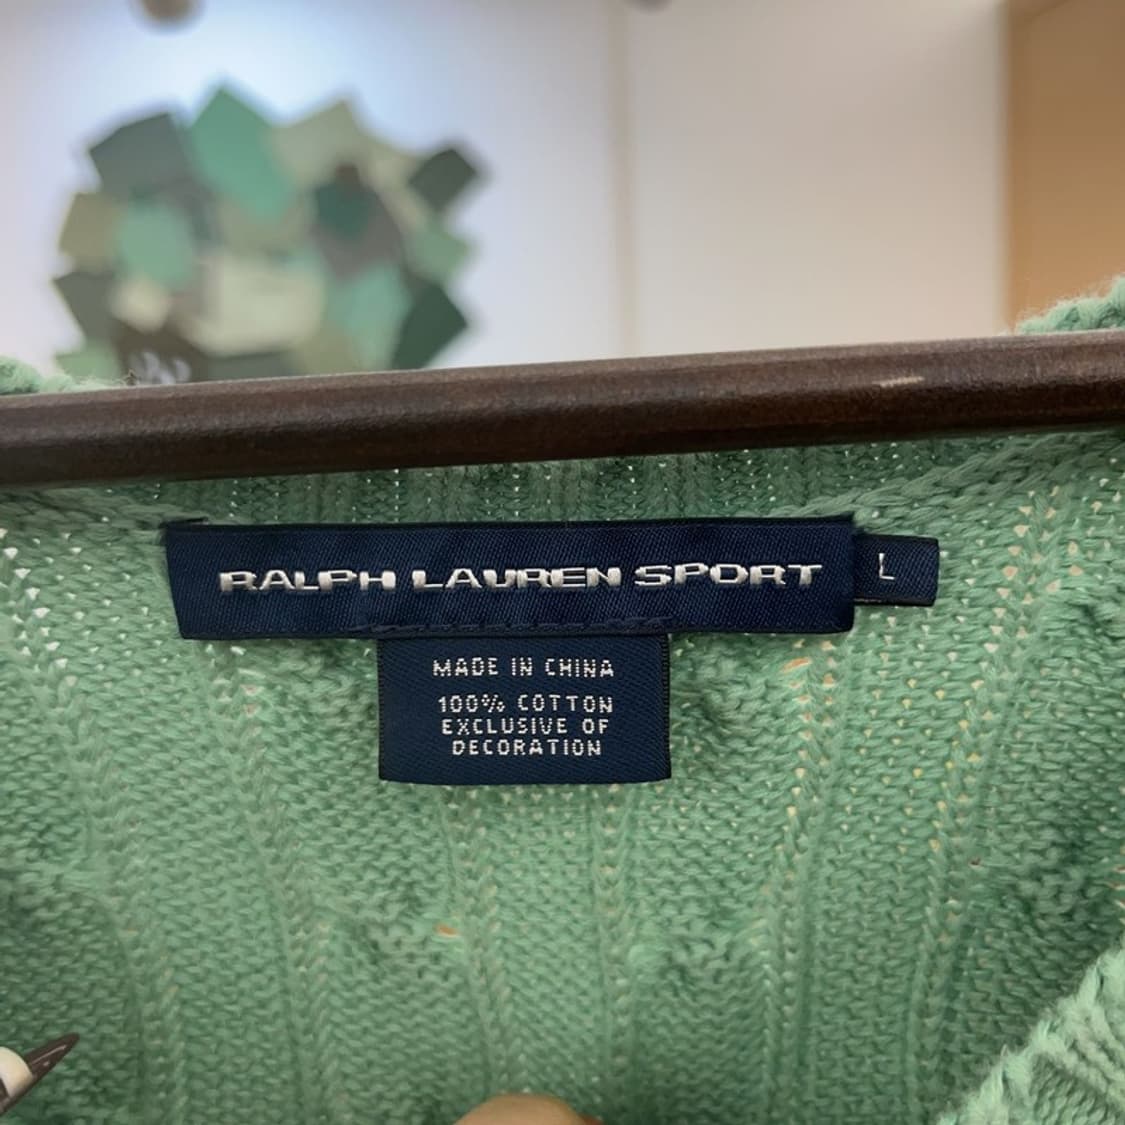 RALPH LAUREN SPORT
L
MADE IN CHINA
100% COTTON
EXCLUSIVE OF
DECORATION